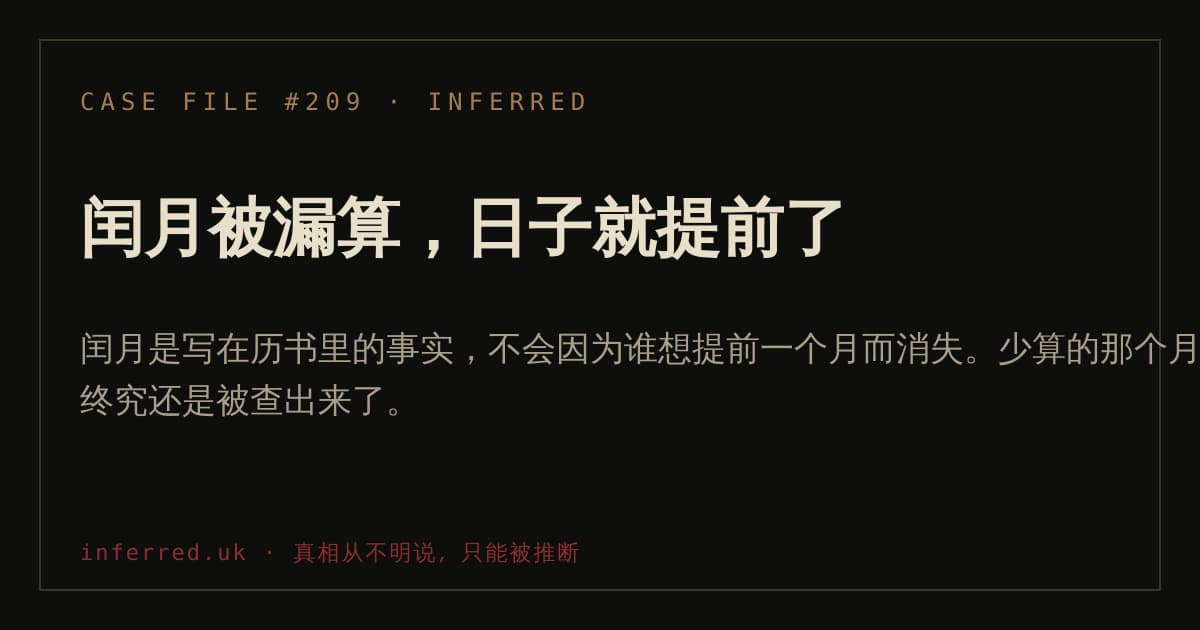 CASE FILE #209 · INFERRED
闰月被漏算，日子就提前了
闰月是写在历书里的事实，不会因为谁想提前一个月而消失。少算的那个月
终究还是被查出来了。
inferred.uk · 真相从不明说，只能被推断